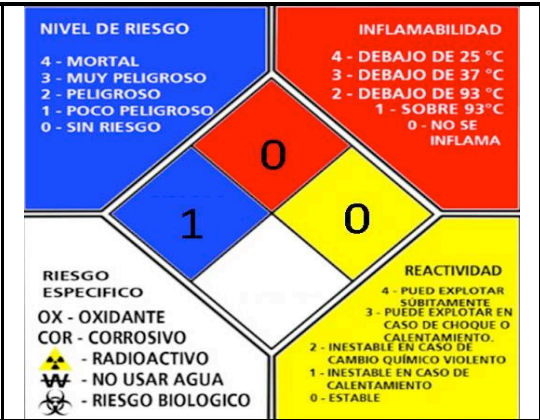 NIVEL DE RIESGO
4 - MORTAL
3 - MUY PELIGROSO
2 - PELIGROSO
1 - POCO PELIGROSO
0 - SIN RIESGO
INFLAMABILIDAD
4 - DEBAJO DE 25 °C
3 - DEBAJO DE 37 °C
2 - DEBAJO DE 93 °C
1 - SOBRE 93°C
0 - NO SE
INFLAMA
0
1
0
RIESGO
ESPECIFICO
OX - OXIDANTE
COR - CORROSIVO
- RADIOACTIVO
W - NO USAR AGUA
- RIESGO BIOLOGICO
REACTIVIDAD
4 - PUED EXPLOTAR
SÚBITAMENTE
3 - PUEDE EXPLOTAR EN
CASO DE CHOQUE O
CALENTAMIENTO.
2 - INESTABLE EN CASO DE
CAMBIO QUÍMICO VIOLENTO
1 - INESTABLE EN CASO DE
CALENTAMIENTO
0 - ESTABLE